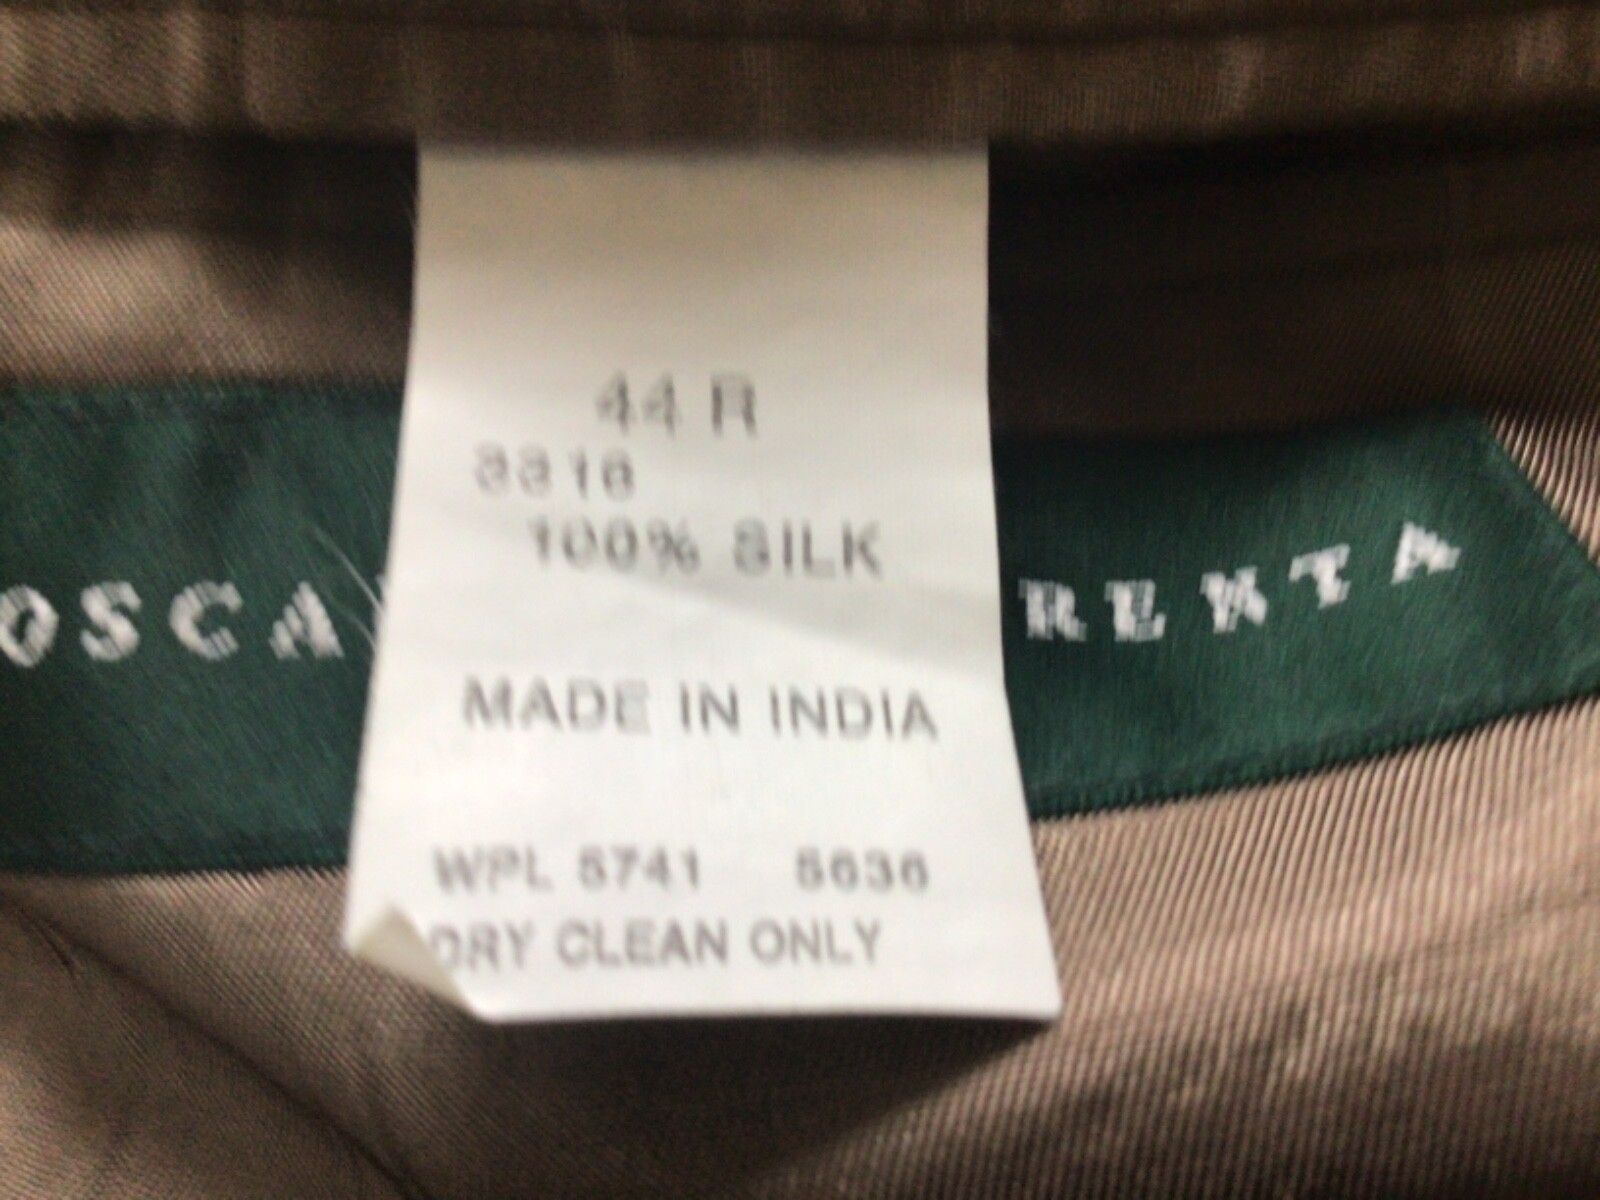 44 R
3316
100% SILK
OSCA RENTA
MADE IN INDIA
WPL 5741 5636
DRY CLEAN ONLY